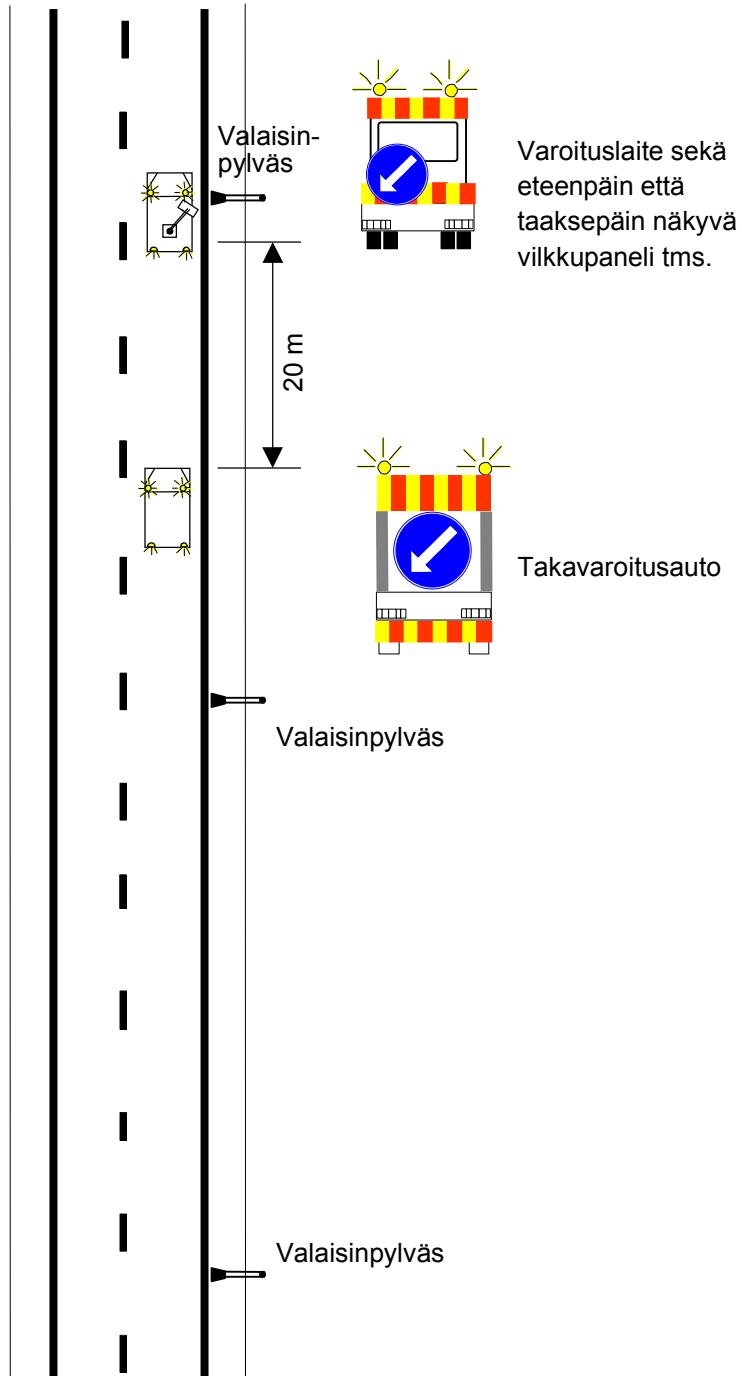 Valaisin-
pylväs
Varoituslaite sekä
eteenpäin että
taaksepäin näkyvä
vilkkupaneli tms.
20 m
Takavaroitusauto
Valaisinpylväs
Valaisinpylväs